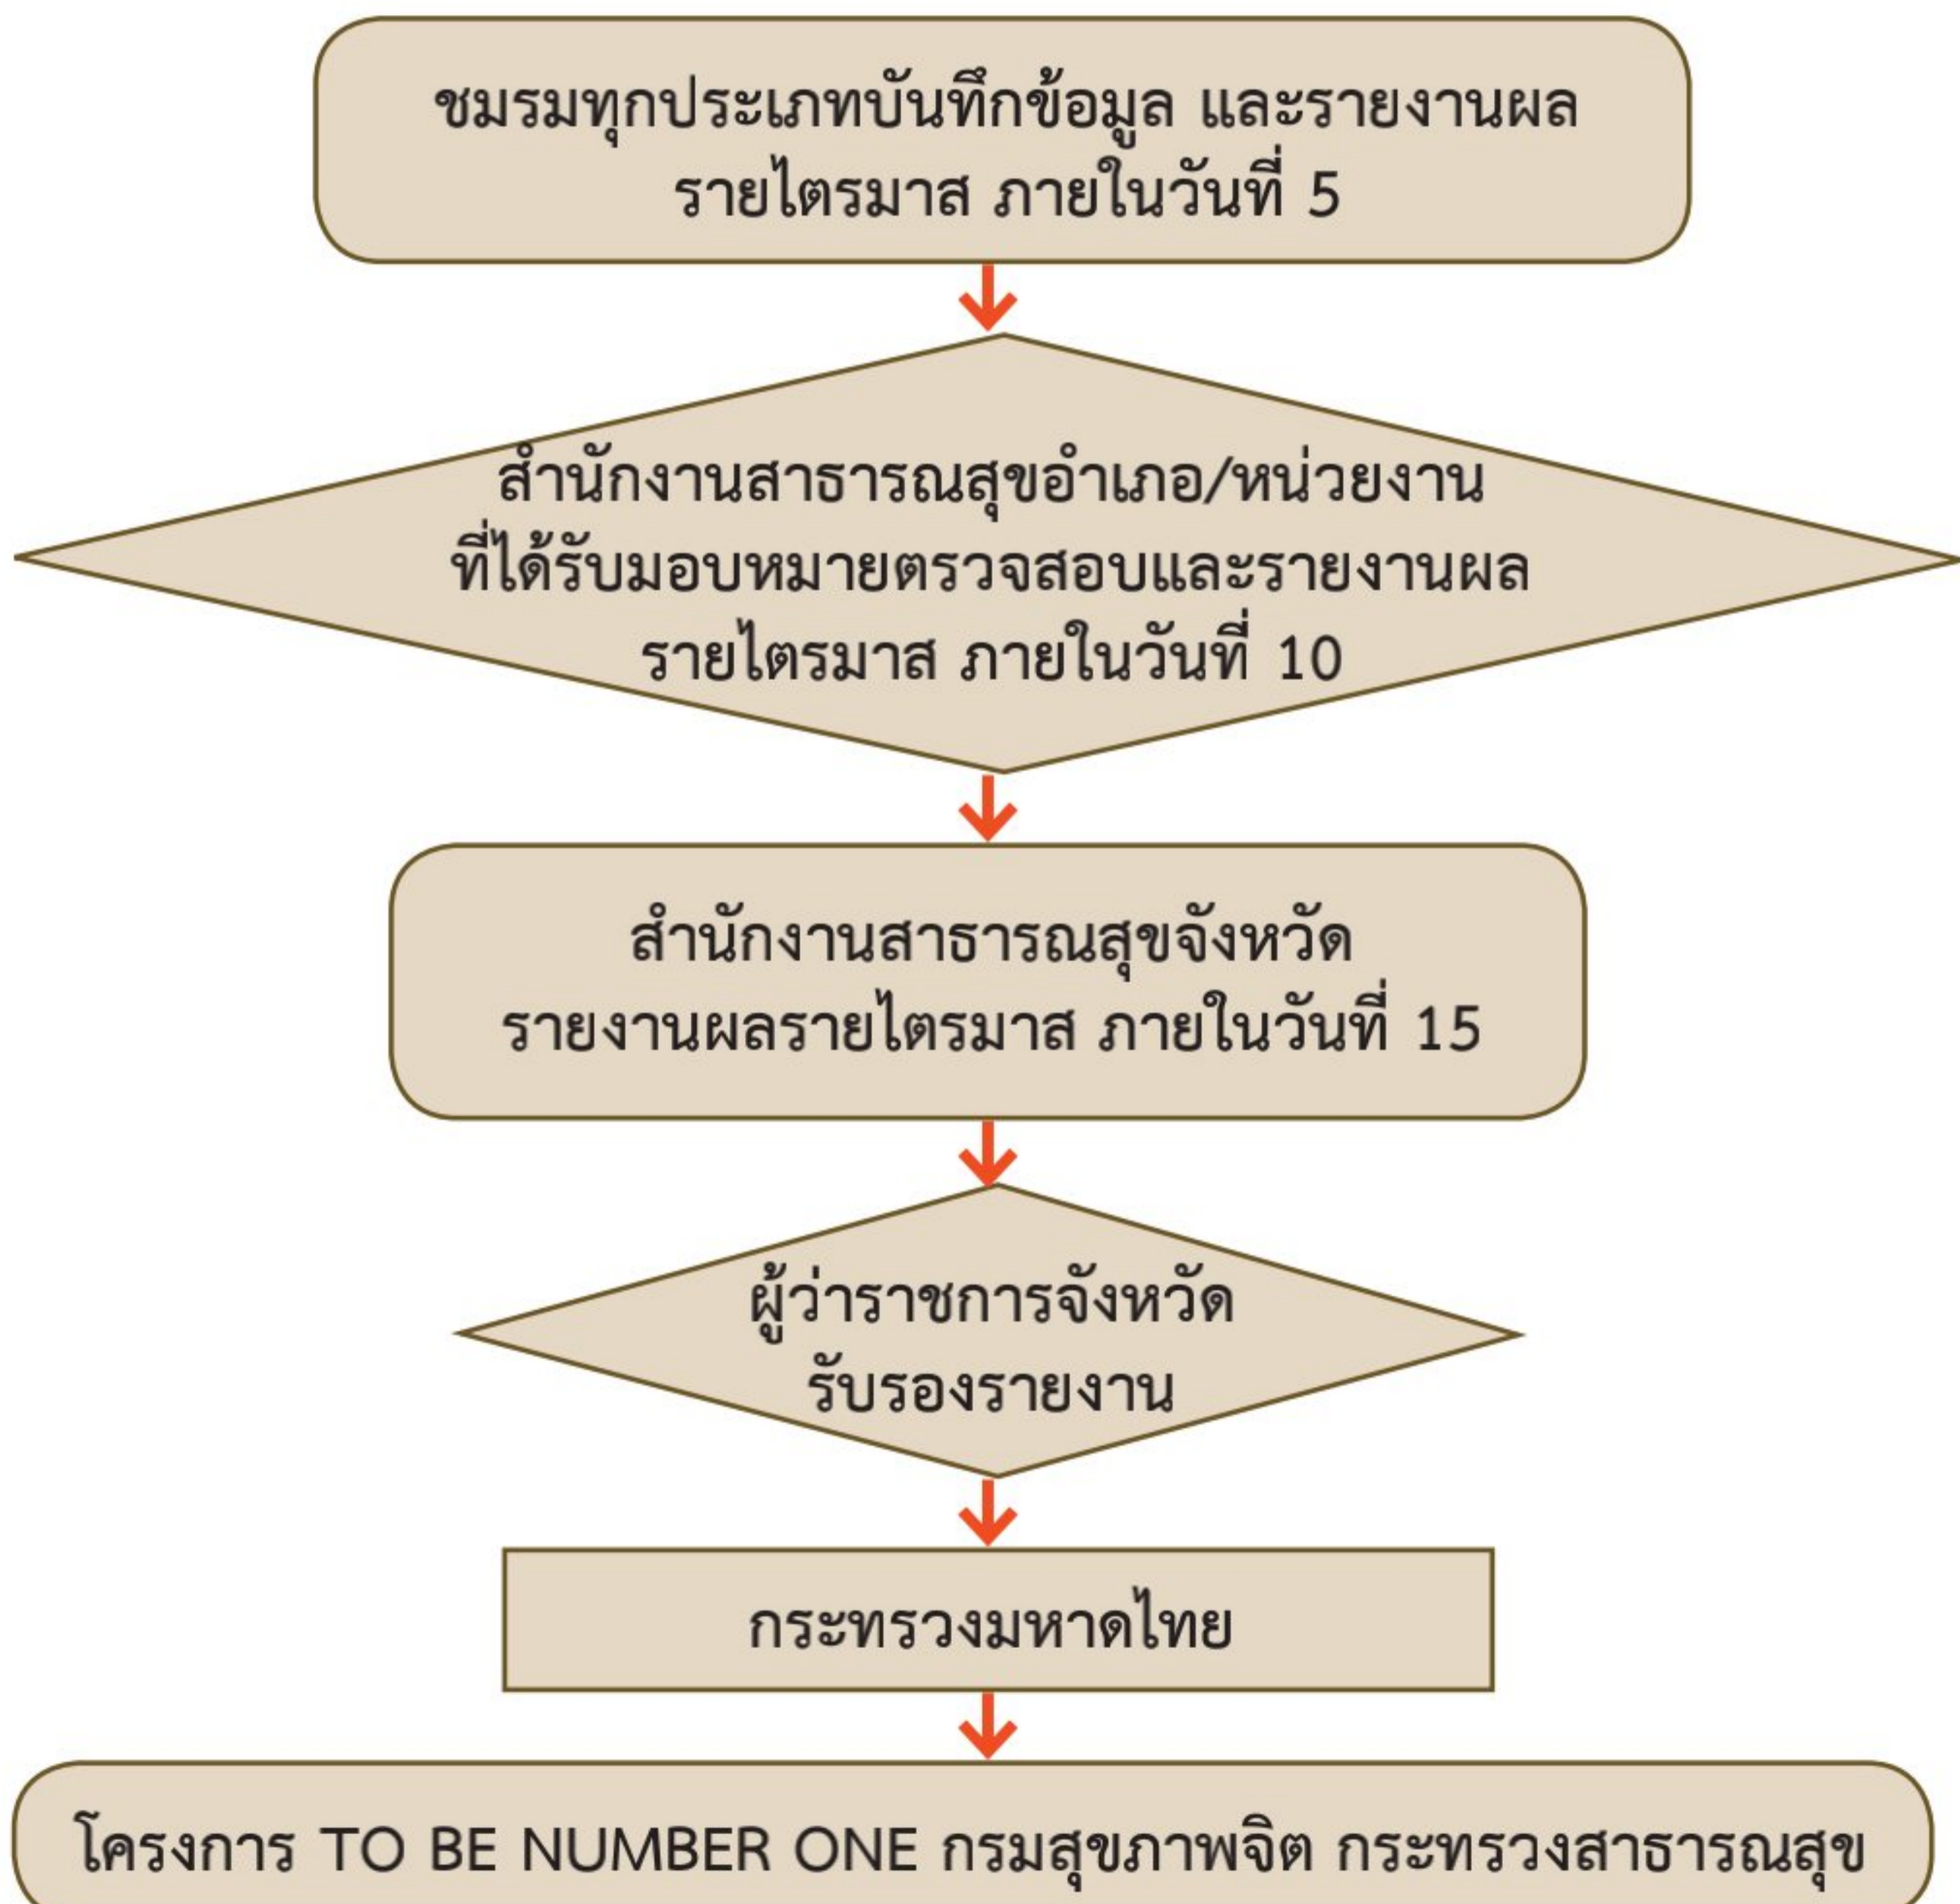 ชมรมทุกประเภทบันทึกข้อมูล และรายงานผล
รายไตรมาส ภายในวันที่ 5
สำนักงานสาธารณสุขอำเภอ/หน่วยงาน
ที่ได้รับมอบหมายตรวจสอบและรายงานผล
รายไตรมาส ภายในวันที่ 10
สำนักงานสาธารณสุขจังหวัด
รายงานผลรายไตรมาส ภายในวันที่ 15
ผู้ว่าราชการจังหวัด
รับรองรายงาน
กระทรวงมหาดไทย
โครงการ TO BE NUMBER ONE กรมสุขภาพจิต กระทรวงสาธารณสุข